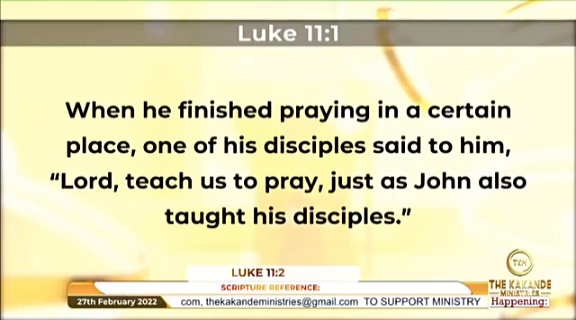 Luke 11:1
When he finished praying in a certain
place, one of his disciples said to him,
“Lord, teach us to pray, just as John also
taught his disciples.”
TKM
LUKE 11:2
SCRIPTURE REFERENCE:
THE KAKANDE
MINISTRIES
27th February 2022
com, thekakandeministries@gmail.com TO SUPPORT MINISTRY
Happening: